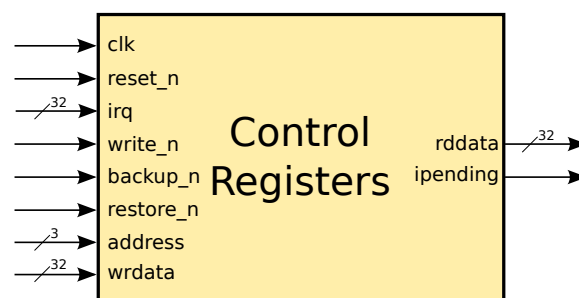 clk
reset_n
32
irq
write_n
backup_n
restore_n
3
address
32
wrdata
Control
Registers
32
rddata
ipending